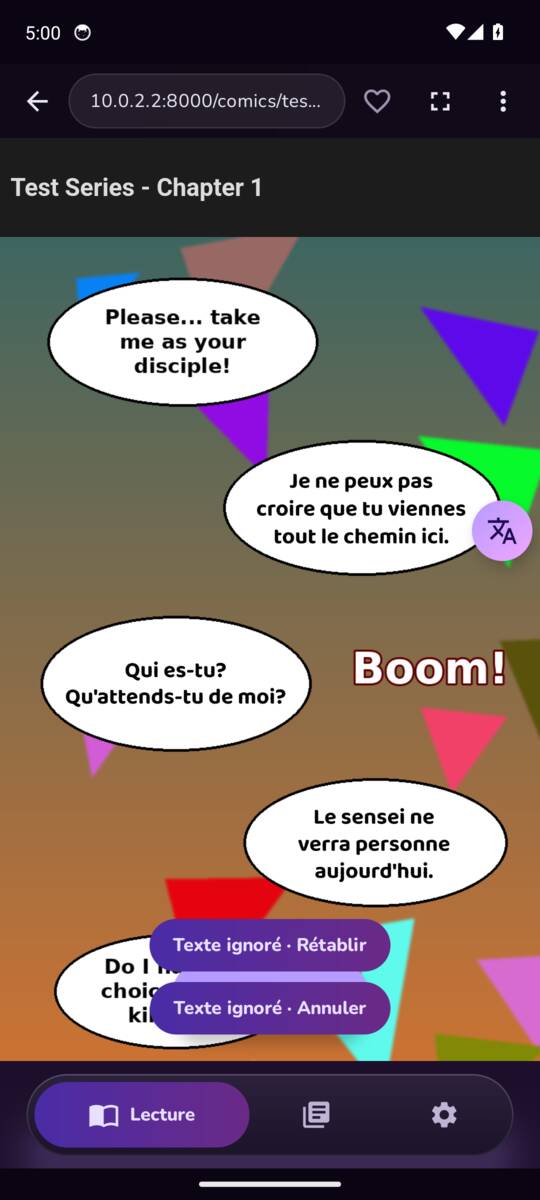 5:00
10.0.2.2:8000/comics/tes...
Test Series - Chapter 1
Please... take
me as your
disciple!
Je ne peux pas
croire que tu viennes
tout le chemin ici.
Qui es-tu?
Qu'attends-tu de moi?
Boom!
Le sensei ne
verra personne
aujourd'hui.
Do I
Texte ignoré · Rétablir
Texte ignoré · Annuler
Lecture